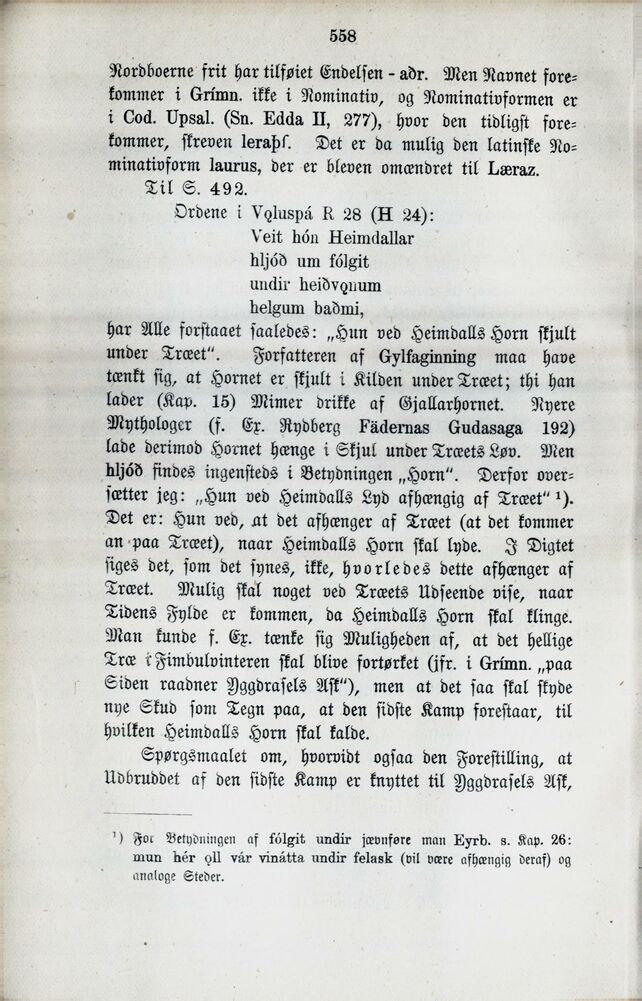 558
Nordboerne frit har tilføiet Endelsen - aðr. Men Navnet fore-
kommer i Grímn. ikke i Nominativ, og Nominativformen er
i Cod. Upsal. (Sn. Edda II, 277), hvor den tidligst fore-
kommer, skreven leraþs. Det er da mulig den latinske No-
minativform laurus, der er bleven omændret til Læraz.
Til S. 492.
Ordene i Vǫluspá R 28 (H 24):
Veit hón Heimdallar
hljóð um fólgit
undir heiðvǫnum
helgum baðmi,
har Alle forstaaet saaledes: „Hun ved Heimdalls Horn skjult
under Træet“. Forfatteren af Gylfaginning maa have
tænkt sig, at Hornet er skjult i Kilden under Træet; thi han
lader (Kap. 15) Mimer drikke af Gjallarhornet. Nyere
Mythologer (f. Ex. Rydberg Fädernas Gudasaga 192)
lade derimod Hornet hænge i Skjul under Træets Løv. Men
hljóð findes ingensteds i Betydningen „Horn“. Derfor over-
sætter jeg: „Hun ved Heimdalls Lyd afhængig af Træet“ ¹).
Det er: Hun ved, at det afhænger af Træet (at det kommer
an paa Træet), naar Heimdalls Horn skal lyde. I Digtet
siges det, som det synes, ikke, hvorledes dette afhænger af
Træet. Mulig skal noget ved Træets Udseende vise, naar
Tidens Fylde er kommen, da Heimdalls Horn skal klinge.
Man kunde f. Ex. tænke sig Muligheden af, at det hellige
Træ i Fimbulvinteren skal blive fortørket (jfr. i Grímn. „paa
Siden raadner Yggdrasels Ask“), men at det saa skal skyde
nye Skud som Tegn paa, at den sidste Kamp forestaar, til
hvilken Heimdalls Horn skal kalde.
Spørgsmaalet om, hvorvidt ogsaa den Forestilling, at
Udbruddet af den sidste Kamp er knyttet til Yggdrasels Ask,
¹) For Betydningen af fólgit undir jævnføre man Eyrb. s. Kap. 26:
mun hér ǫll vár vinátta undir felask (vil være afhængig deraf) og
analoge Steder.